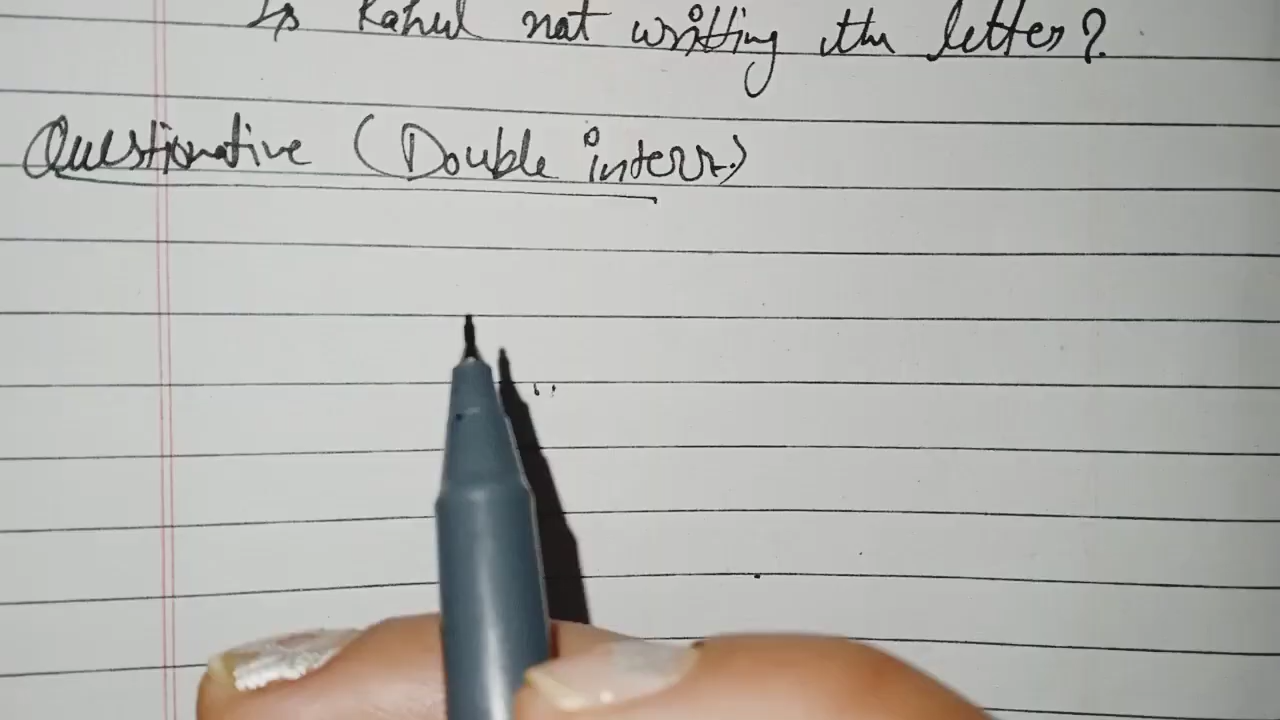 Is Rahul not writting the letter?
Questionative (Double interr.)